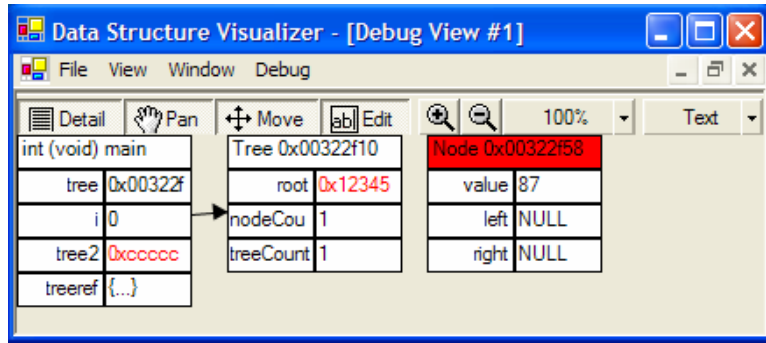 Data Structure Visualizer - [Debug View #1]
File View Window Debug
Detail Pan Move abl Edit 100% Text
int (void) main Tree 0x00322f10 Node 0x00322f58
tree 0x00322f root 0x12345 value 87
i 0 nodeCou 1 left NULL
tree2 0xccccc treeCount 1 right NULL
treeref {...}